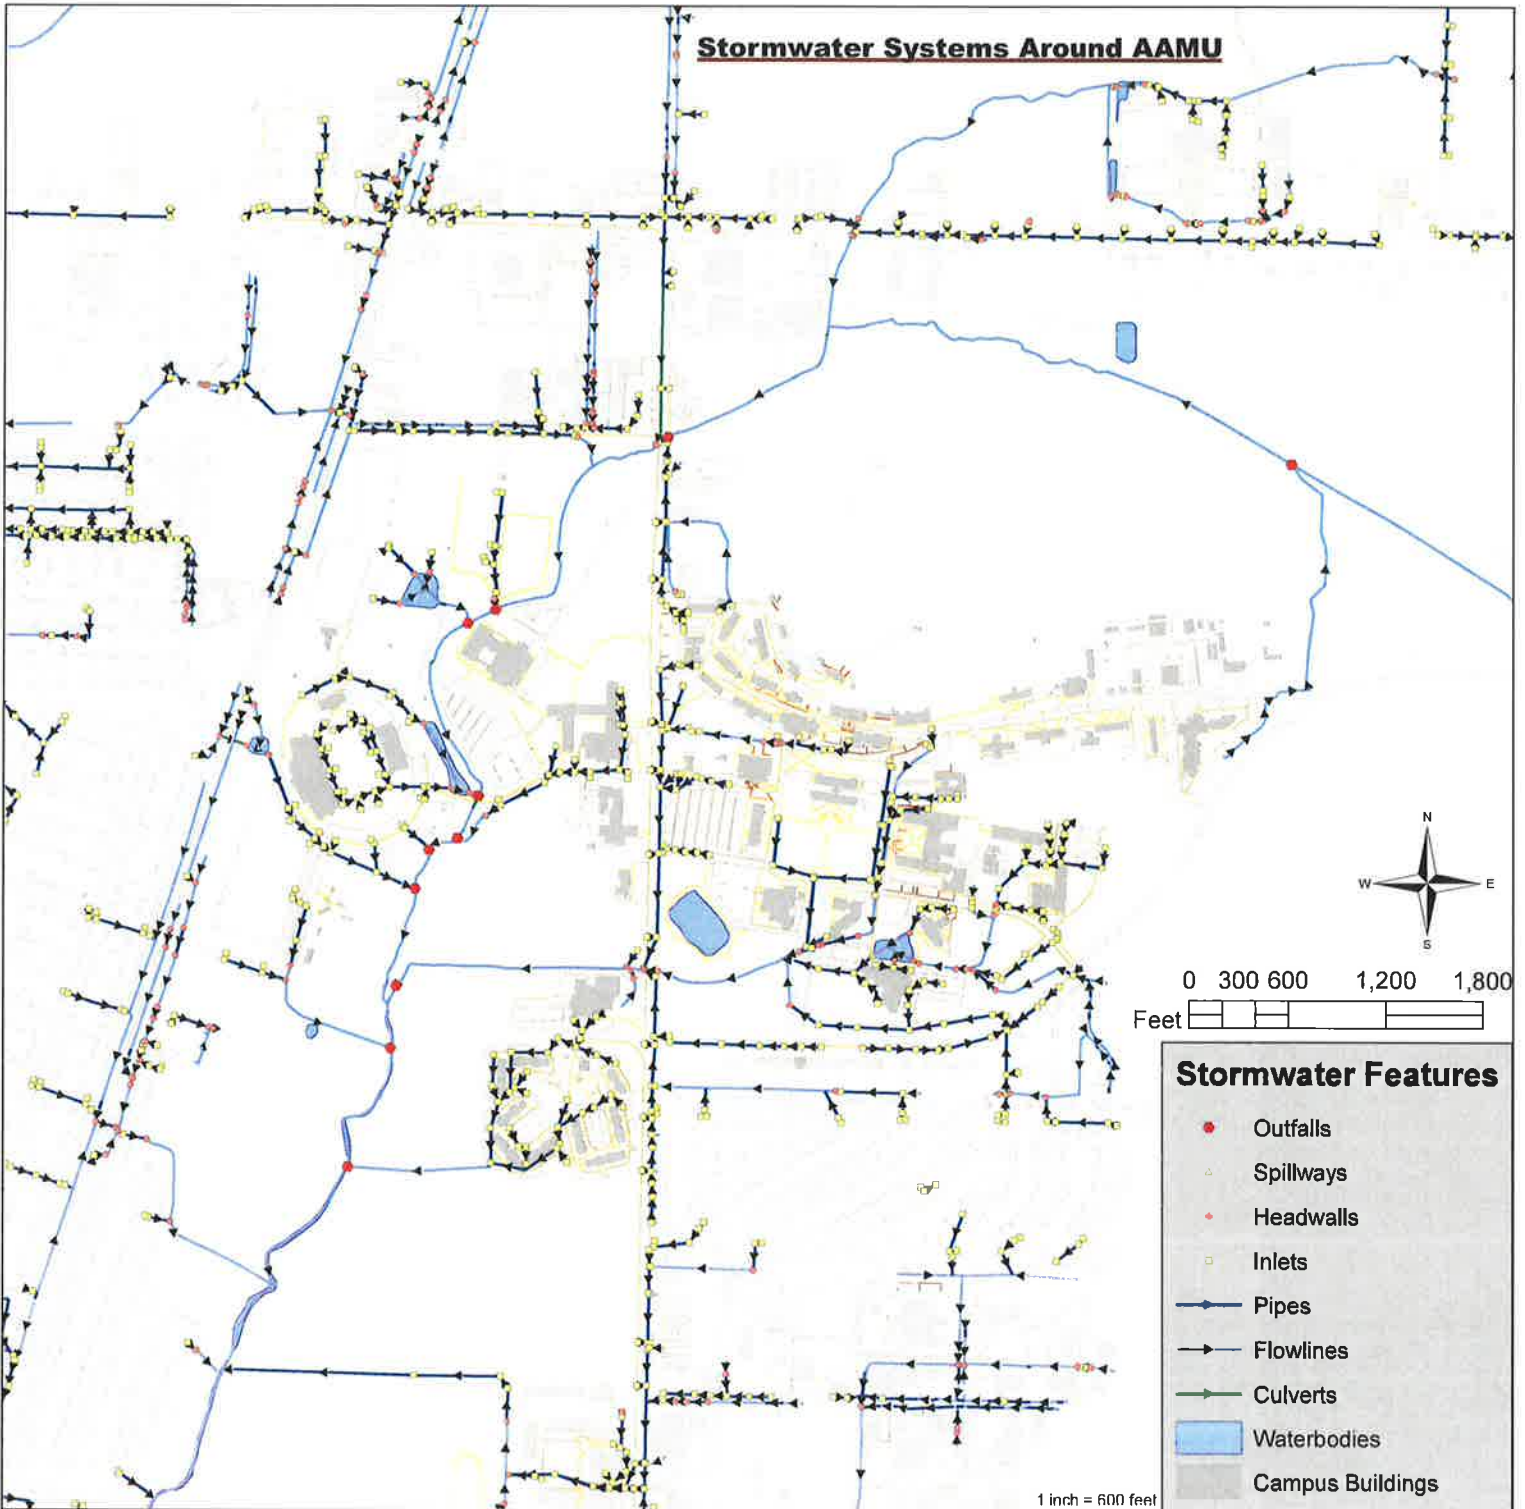 Stormwater Systems Around AAMU
N
W E
S
0 300 600 1,200 1,800
Feet
Stormwater Features
Outfalls
Spillways
Headwalls
Inlets
Pipes
Flowlines
Culverts
Waterbodies
Campus Buildings
1 inch = 600 feet